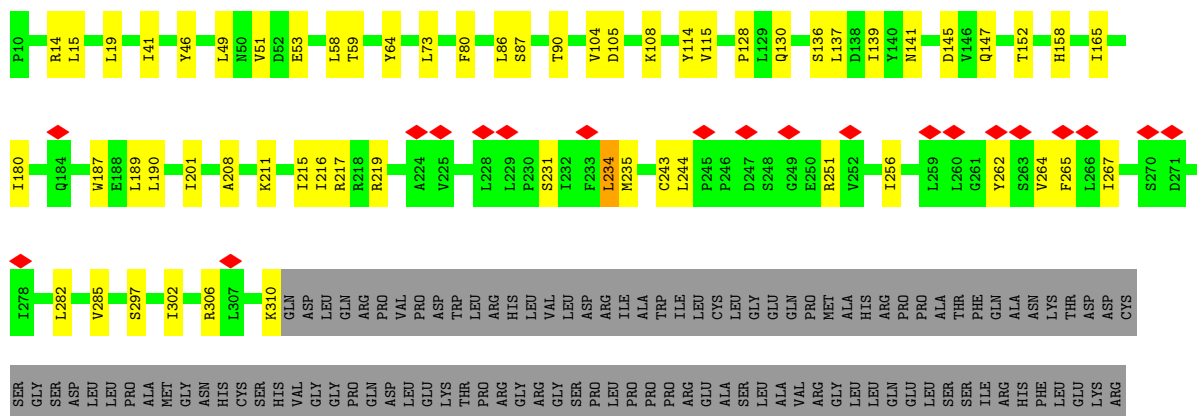 P10 R14 L15 L19 I41 Y46 L49 N50 V51 D52 E53 L58 T59 Y64 L73 F80 L86 S87 T90 V104 D105 K108 Y114 V115 P128 L129 Q130 S136 L137 D138 I139 Y140 N141 D145 V146 Q147 T152 H158 I165
I180 Q184 W187 E188 L189 L190 I201 A208 K211 I215 I216 R217 R218 R219 A224 V225 L228 L229 P230 S231 I232 F233 L234 M235 C243 L244 P245 P246 D247 S248 G249 E250 R251 V252 I256 L259 L260 G261 Y262 S263 V264 F265 L266 I267 S270 D271
I278 L282 V285 S297 I302 R306 L307 K310 GLN ASP LEU GLN ARG PRO VAL PRO ASP TRP LEU ARG HIS LEU VAL LEU ASP ARG ILE ALA TRP ILE LEU CYS LEU GLY GLU GLN PRO MET ALA HIS ARG PRO PRO ALA THR PHE GLN ALA ASN LYS THR ASP ASP CYS
SER GLY SER ASP LEU LEU PRO ALA MET GLY ASN HIS CYS SER HIS VAL GLY GLY PRO GLN ASP LEU GLU LYS THR PRO ARG GLY ARG GLY SER PRO LEU PRO PRO PRO ARG GLU ALA SER LEU ALA VAL ARG GLY LEU LEU GLN GLU LEU SER SER ILE ARG HIS PHE LEU GLU LYS ARG